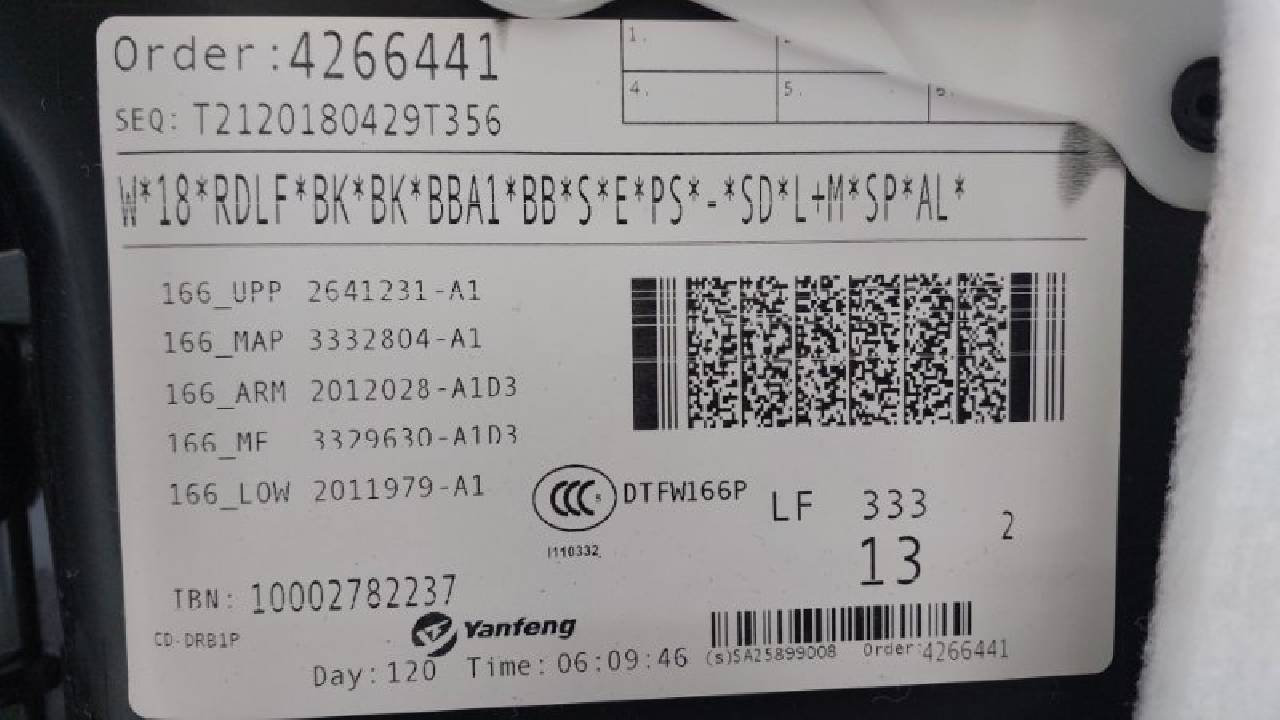 Order:4266441
1.
4. 5.
SEQ: T2120180429T356
W*18*RDLF*BK*BK*BBA1*BB*S*E*PS*-*SD*L+M*SP*AL*
166_UPP 2641231-A1
166_MAP 3332804-A1
166_ARM 2012028-A1D3
166_MF 3329630-A1D3
166_LOW 2011979-A1
CCC S DTFW166P LF 333 2
I110332
13
TBN: 10002782237
CD-DRB1P
Yanfeng
Day:120 Time:06:09:46
(s)SA25899008 Order:4266441